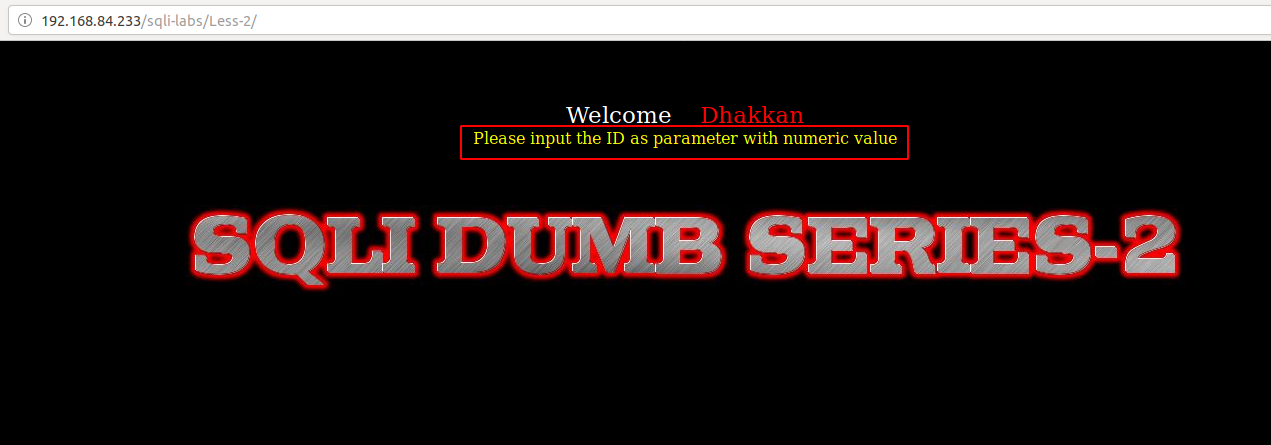 192.168.84.233/sqli-labs/Less-2/
Welcome Dhakkan
Please input the ID as parameter with numeric value
SQLI DUMB SERIES-2